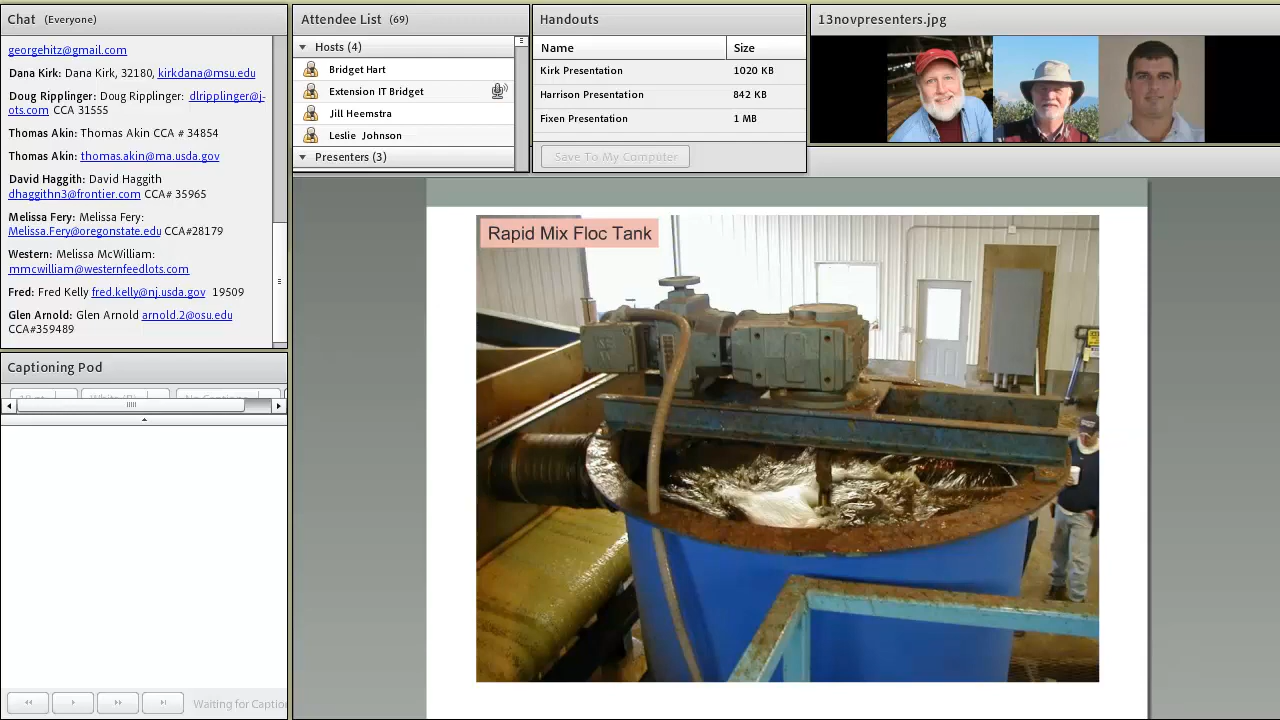 Chat (Everyone)
georgehitz@gmail.com
Dana Kirk: Dana Kirk, 32180, kirkdana@msu.edu
Doug Ripplinger: Doug Ripplinger: dlripplinger@j-
ots.com CCA 31555
Thomas Akin: Thomas Akin CCA # 34854
Thomas Akin: thomas.akin@ma.usda.gov
David Haggith: David Haggith
dhaggithn3@frontier.com CCA# 35965
Melissa Fery: Melissa Fery:
Melissa.Fery@oregonstate.edu CCA#28179
Western: Melissa McWilliam:
mmcwilliam@westernfeedlots.com
Fred: Fred Kelly fred.kelly@nj.usda.gov 19509
Glen Arnold: Glen Arnold arnold.2@osu.edu
CCA#359489
Captioning Pod
Waiting for Captio
Attendee List (69)
Hosts (4)
Bridget Hart
Extension IT Bridget
Jill Heemstra
Leslie Johnson
Presenters (3)
Handouts
Name Size
Kirk Presentation 1020 KB
Harrison Presentation 842 KB
Fixen Presentation 1 MB
Save To My Computer
13novpresenters.jpg
Rapid Mix Floc Tank